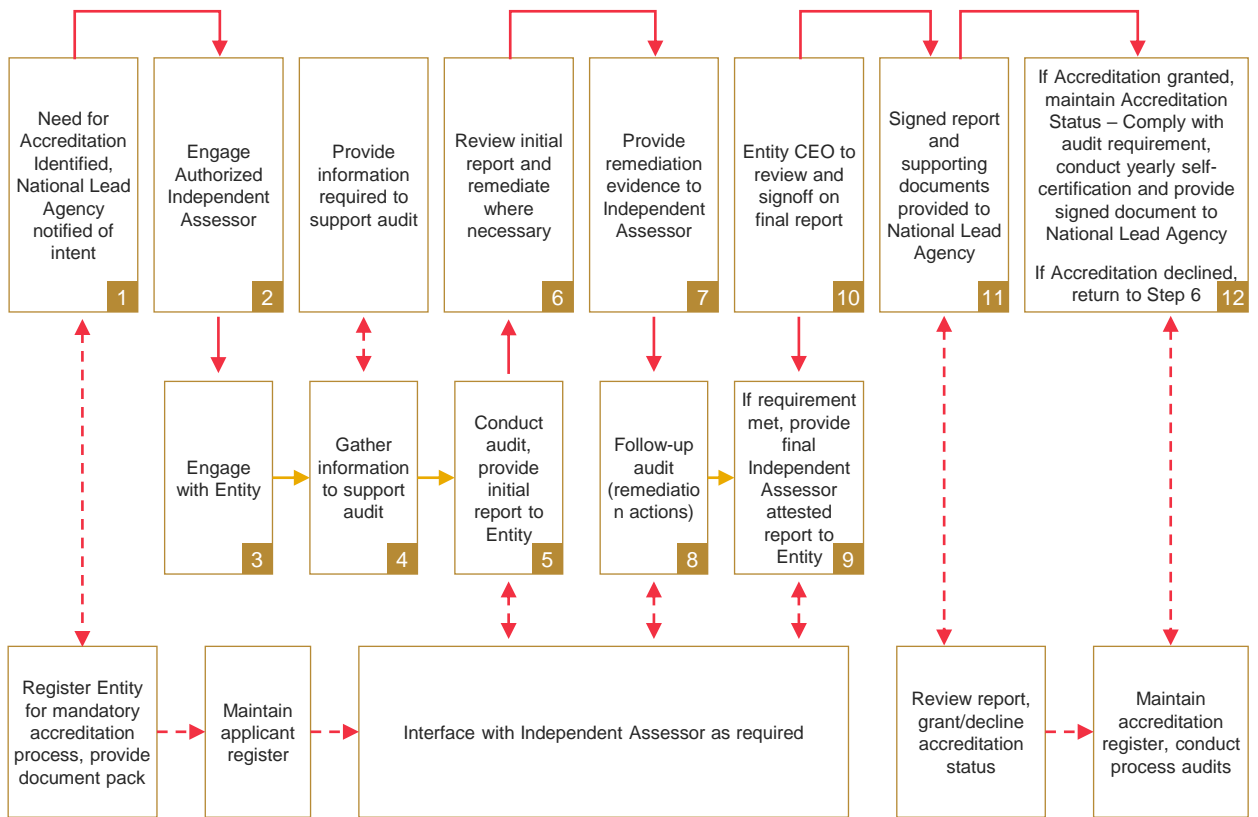 Need for
Accreditation
Identified,
National Lead
Agency
notified of
intent
1
Engage
Authorized
Independent
Assessor
2
Provide
information
required to
support audit
Review initial
report and
remediate
where
necessary
6
Provide
remediation
evidence to
Independent
Assessor
7
Entity CEO to
review and
signoff on
final report
10
Signed report
and
supporting
documents
provided to
National Lead
Agency
11
If Accreditation granted,
maintain Accreditation
Status – Comply with
audit requirement,
conduct yearly self-
certification and provide
signed document to
National Lead Agency
If Accreditation declined,
return to Step 6
12
Engage
with Entity
3
Gather
information
to support
audit
4
Conduct
audit,
provide
initial
report to
Entity
5
Follow-up
audit
(remediatio
n actions)
8
If requirement
met, provide
final
Independent
Assessor
attested
report to
Entity
9
Register Entity
for mandatory
accreditation
process, provide
document pack
Maintain
applicant
register
Interface with Independent Assessor as required
Review report,
grant/decline
accreditation
status
Maintain
accreditation
register, conduct
process audits